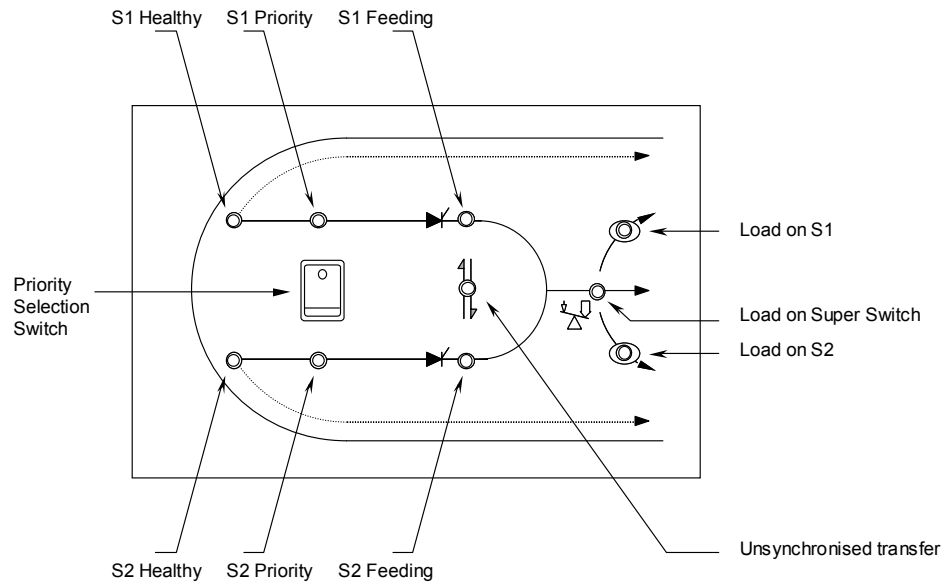 S1 Healthy
S1 Priority
S1 Feeding
Load on S1
Priority
Selection
Switch
Load on Super Switch
Load on S2
Unsynchronised transfer
S2 Healthy
S2 Priority
S2 Feeding